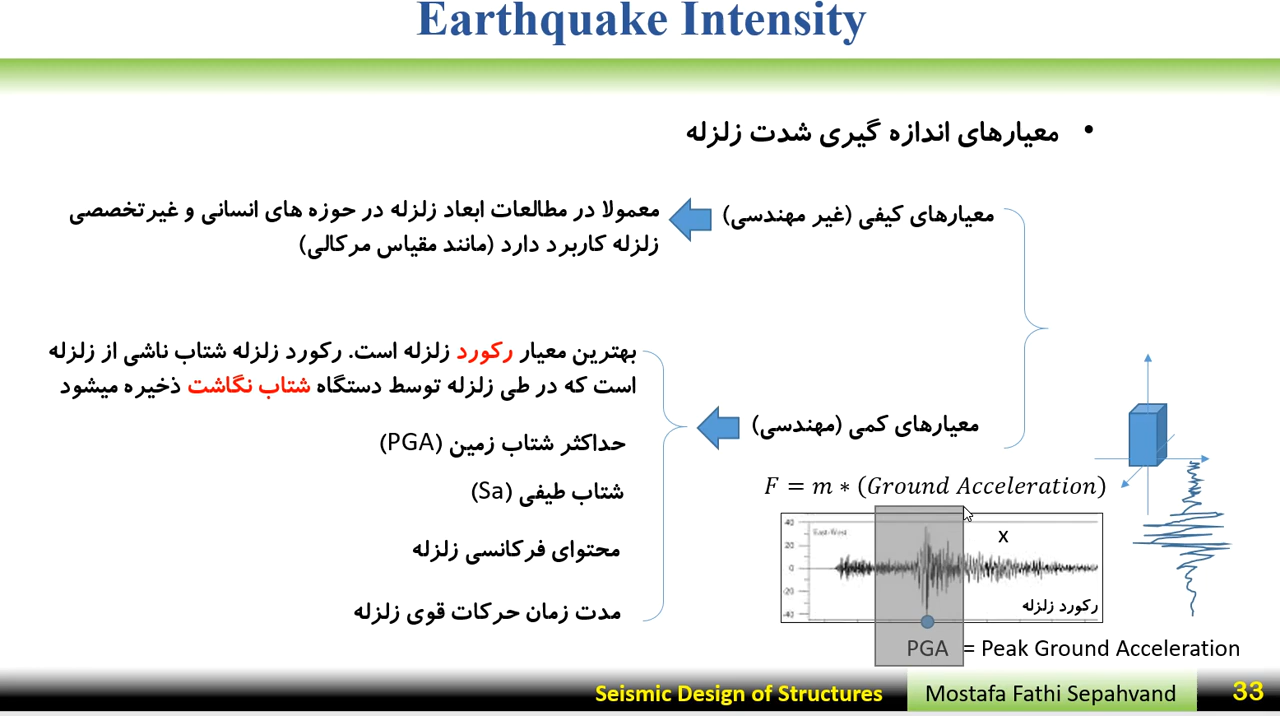 Earthquake Intensity
• معیارهای اندازه گیری شدت زلزله
معیارهای کیفی (غیر مهندسی)
معمولا در مطالعات ابعاد زلزله در حوزه های انسانی و غیرتخصصی
زلزله کاربرد دارد (مانند مقیاس مرکالی)
معیارهای کمی (مهندسی)
بهترین معیار رکورد زلزله است. رکورد زلزله شتاب ناشی از زلزله
است که در طی زلزله توسط دستگاه شتاب نگاشت ذخیره میشود
حداکثر شتاب زمین (PGA)
شتاب طیفی (Sa)
محتوای فرکانسی زلزله
مدت زمان حرکات قوی زلزله
F = m * (Ground Acceleration)
40
East-West
x
20
0
-20
-40
رکورد زلزله
PGA = Peak Ground Acceleration
Seismic Design of Structures
Mostafa Fathi Sepahvand
33